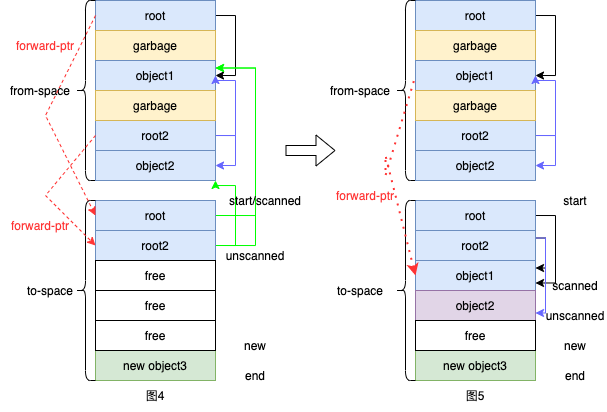 root
garbage
forward-ptr
object1
from-space
garbage
root2
object2
start/scanned
root
forward-ptr
root2
unscanned
free
to-space
free
free
new
new object3
end
图4
root
garbage
object1
from-space
garbage
root2
object2
forward-ptr
start
root
root2
object1
scanned
to-space
object2
unscanned
free
new
new object3
end
图5